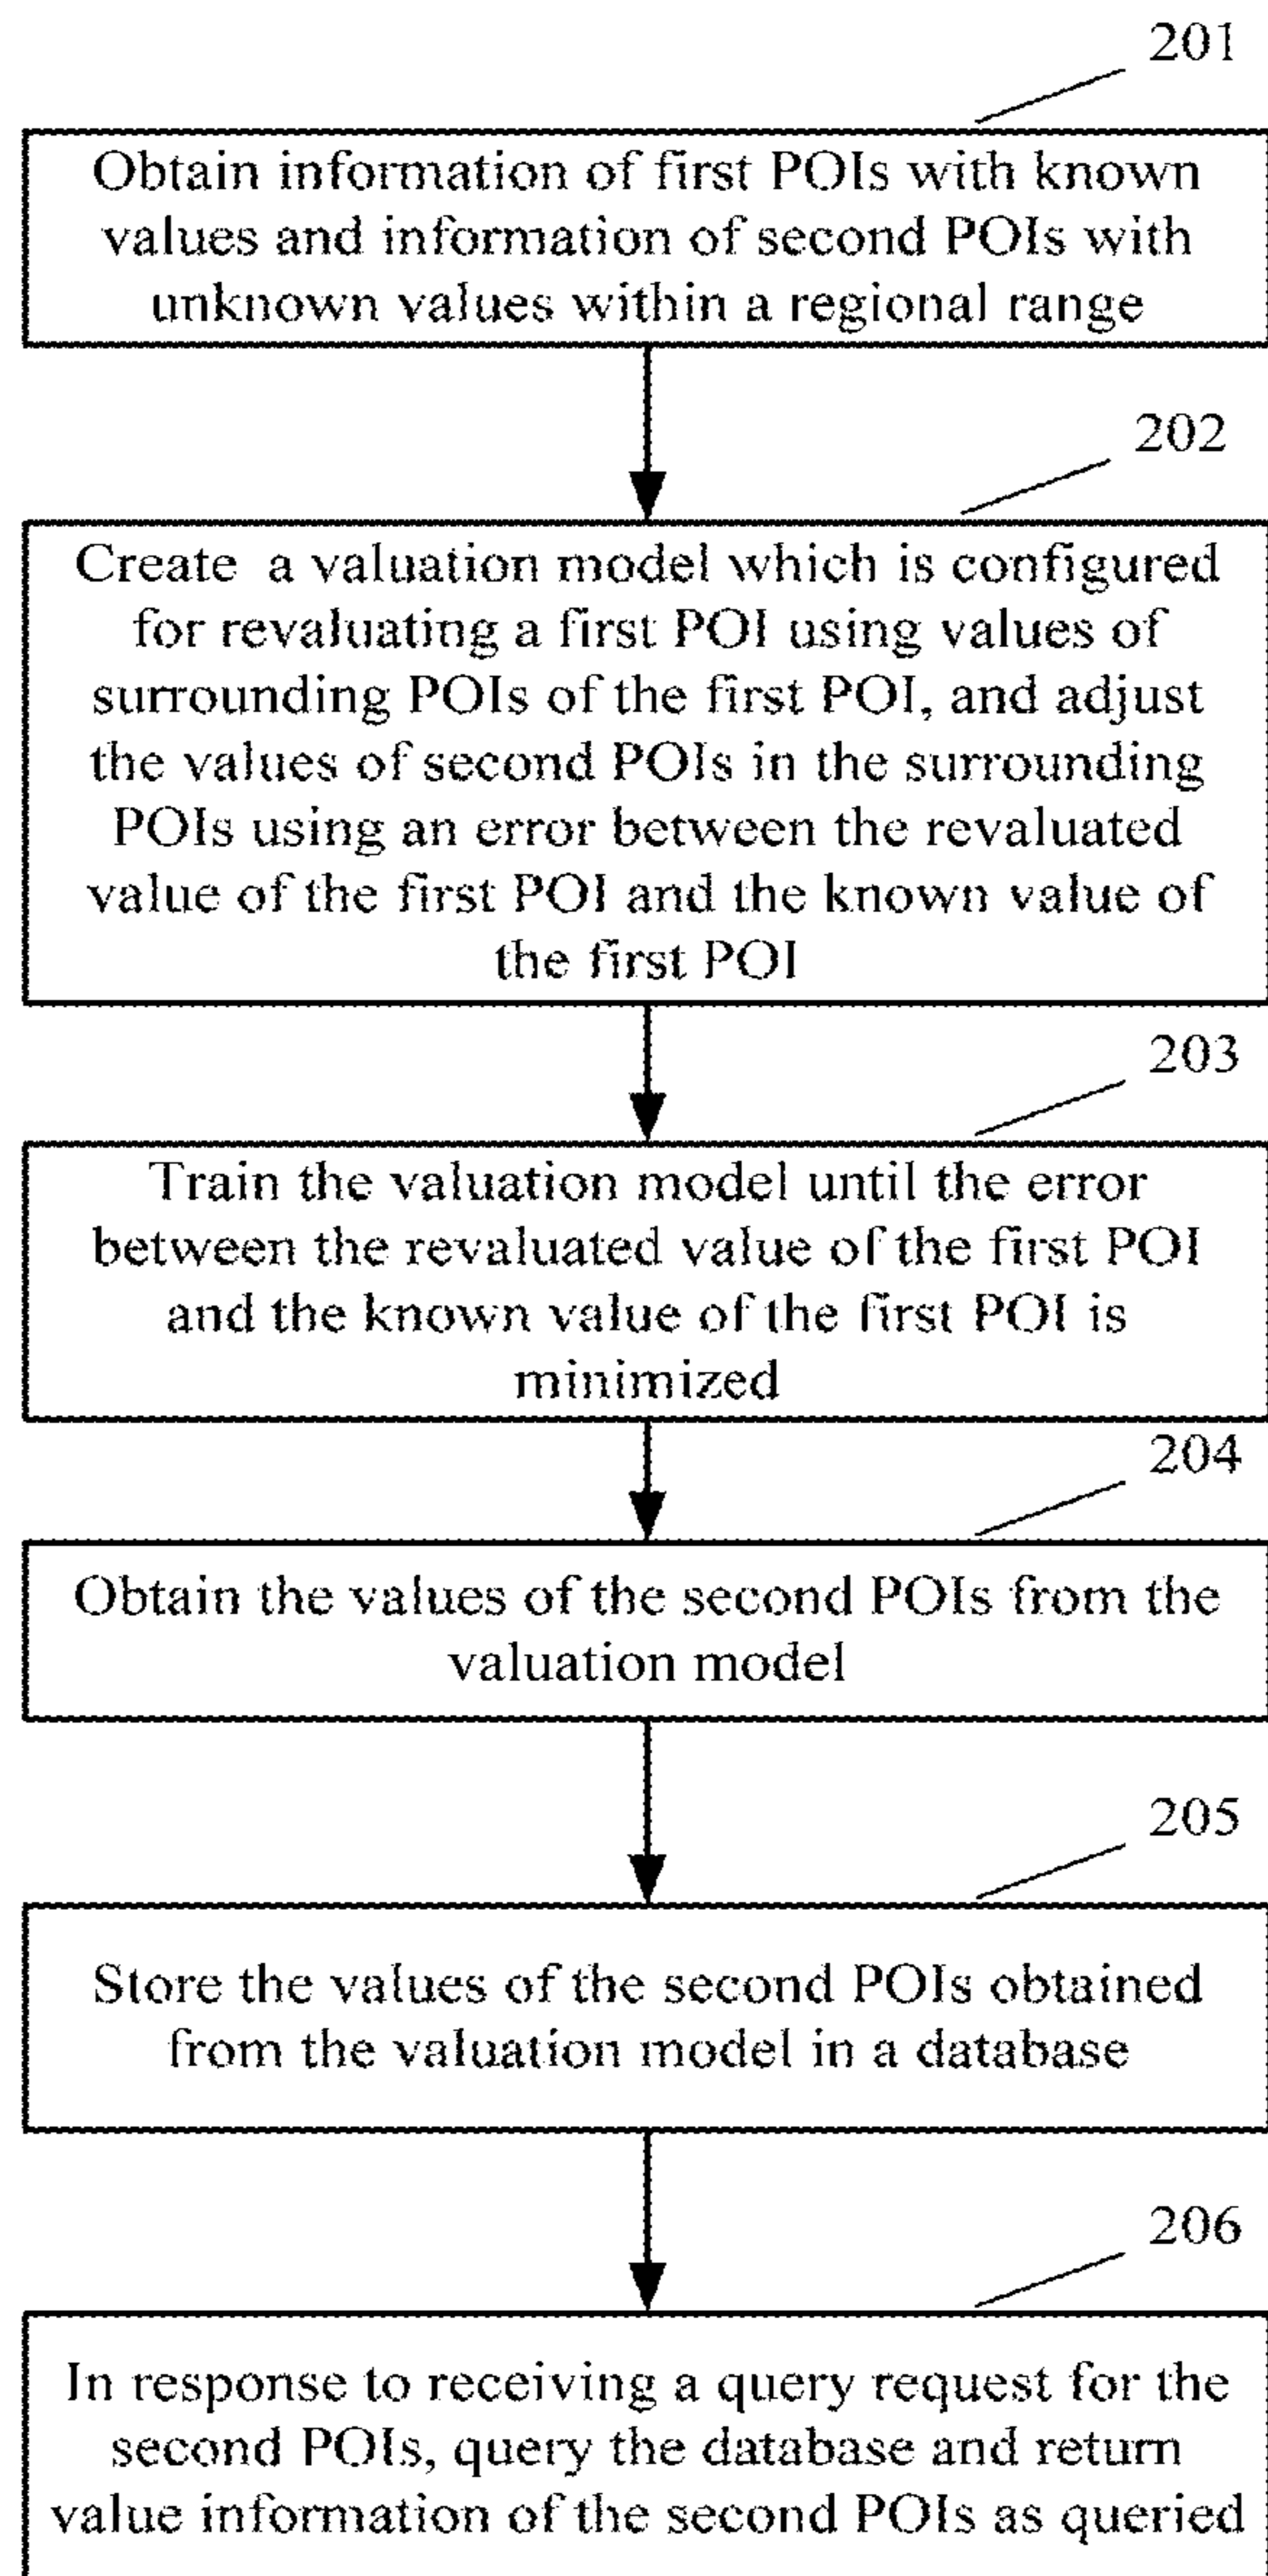 201
Obtain information of first POIs with known
values and information of second POIs with
unknown values within a regional range
202
Create a valuation model which is configured
for revaluating a first POI using values of
surrounding POIs of the first POI, and adjust
the values of second POIs in the surrounding
POIs using an error between the revaluated
value of the first POI and the known value of
the first POI
203
Train the valuation model until the error
between the revaluated value of the first POI
and the known value of the first POI is
minimized
204
Obtain the values of the second POIs from the
valuation model
205
Store the values of the second POIs obtained
from the valuation model in a database
206
In response to receiving a query request for the
second POIs, query the database and return
value information of the second POIs as queried